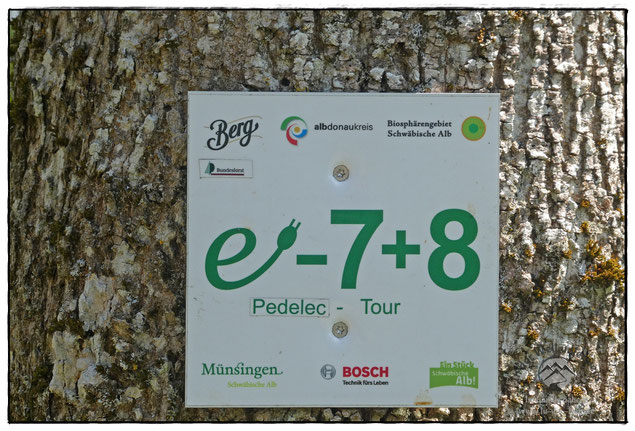 Berg
albdonaukreis
Biosphärengebiet
Schwäbische Alb
Bundesforst
e-7+8
Pedelec - Tour
Münsingen
Schwäbische Alb
BOSCH
Technik fürs Leben
Ein Stück
Schwäbische
Alb!